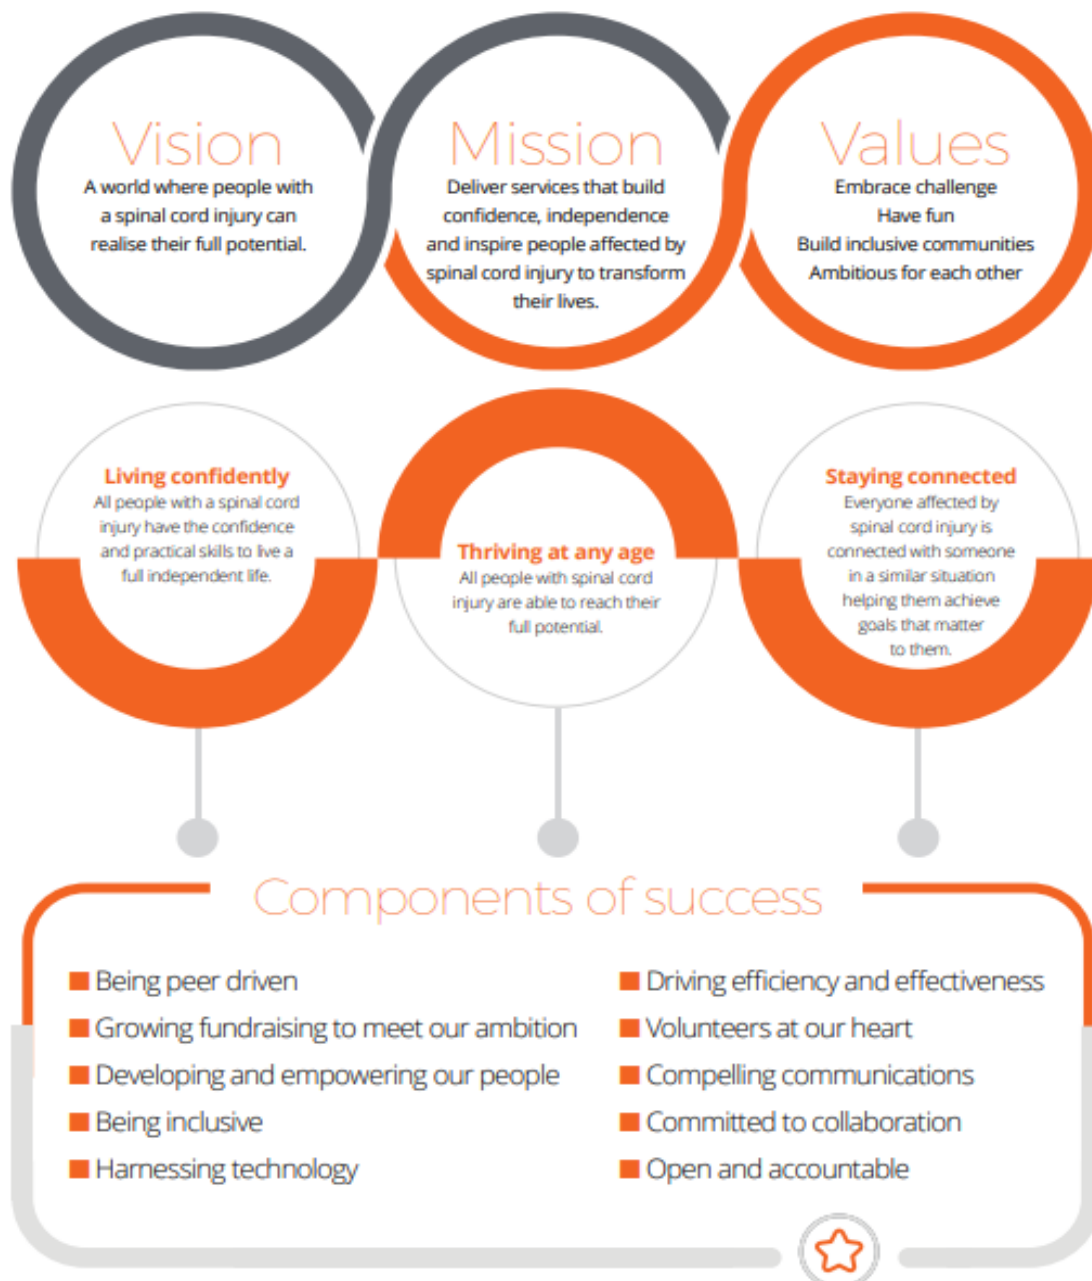 Vision
A world where people with
a spinal cord injury can
realise their full potential.
Mission
Deliver services that build
confidence, independence
and inspire people affected by
spinal cord injury to transform
their lives.
Values
Embrace challenge
Have fun
Build inclusive communities
Ambitious for each other
Living confidently
All people with a spinal cord
injury have the confidence
and practical skills to live a
full independent life.
Thriving at any age
All people with spinal cord
injury are able to reach their
full potential.
Staying connected
Everyone affected by
spinal cord injury is
connected with someone
in a similar situation
helping them achieve
goals that matter
to them.
Components of success
Being peer driven
Growing fundraising to meet our ambition
Developing and empowering our people
Being inclusive
Harnessing technology
Driving efficiency and effectiveness
Volunteers at our heart
Compelling communications
Committed to collaboration
Open and accountable